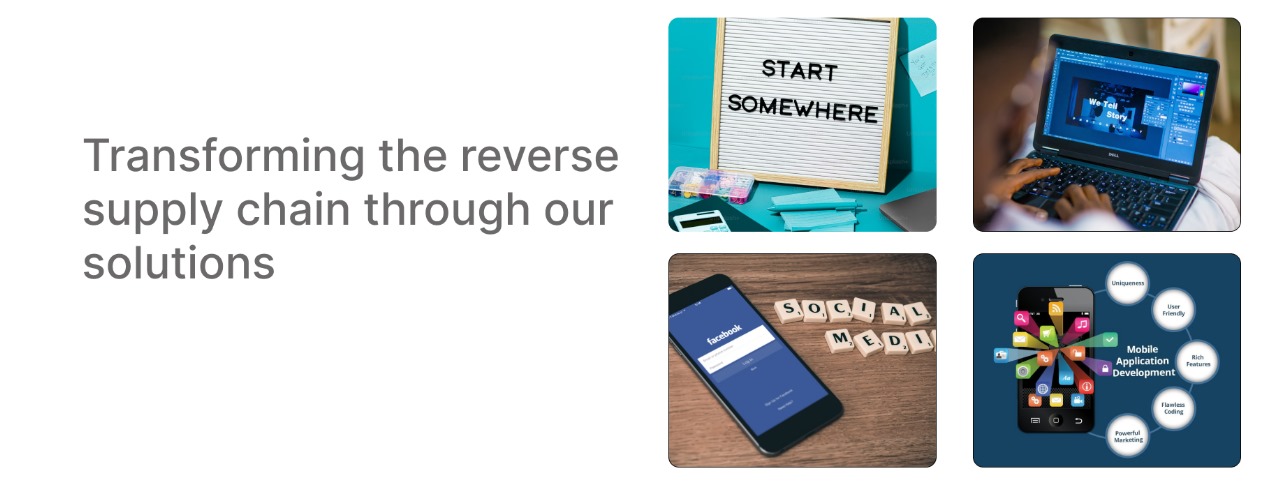 Transforming the reverse
supply chain through our
solutions
START
SOMEWHERE
We Tell
Story
DELL
facebook
SOCIAL
MEDI
Uniqueness
User
Friendly
Mobile
Application
Development
Rich
Features
Flawless
Coding
Powerful
Marketing